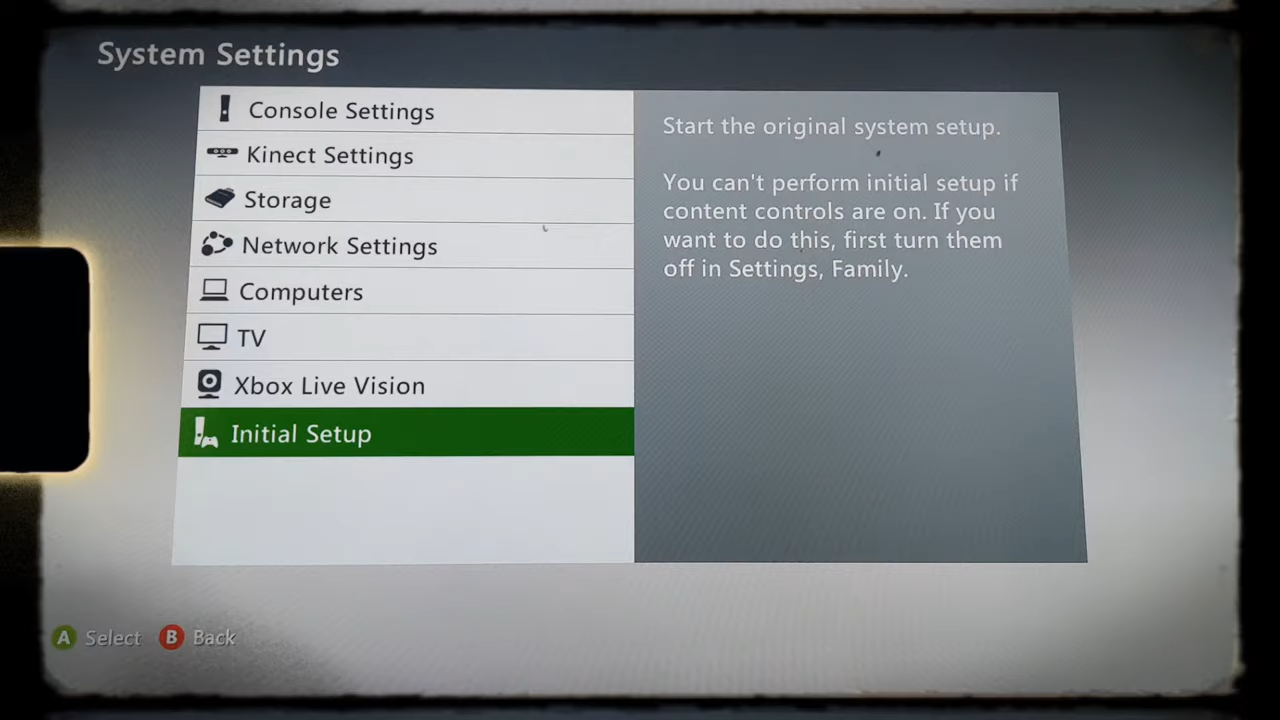 System Settings
Console Settings
Kinect Settings
Storage
Network Settings
Computers
TV
Xbox Live Vision
Initial Setup
Start the original system setup.
You can't perform initial setup if
content controls are on. If you
want to do this, first turn them
off in Settings, Family.
A Select B Back